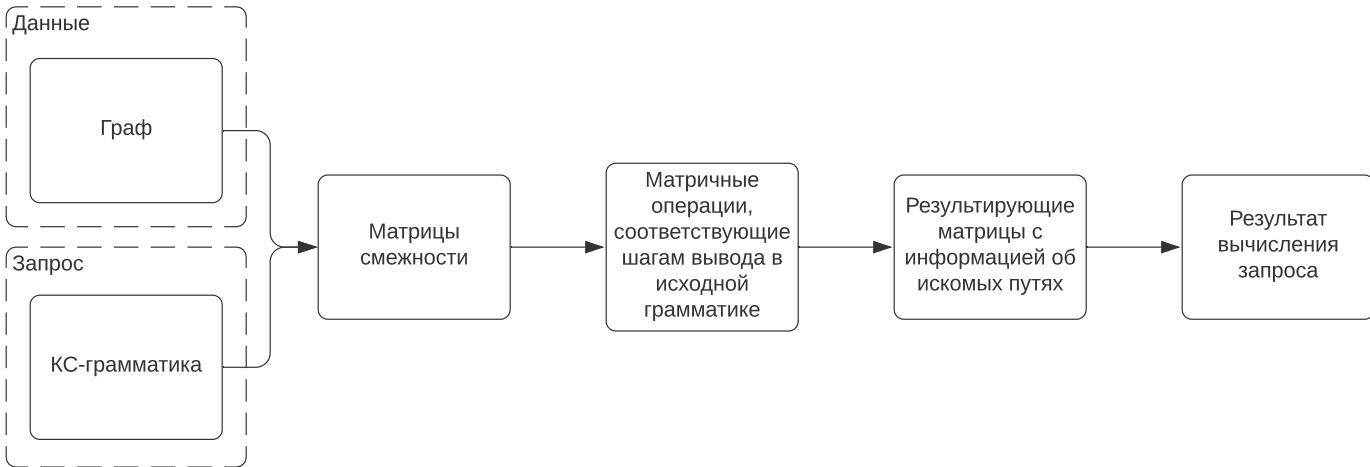 Данные
Граф
Запрос
КС-грамматика
Матрицы
смежности
Матричные
операции,
соответствующие
шагам вывода в
исходной
грамматике
Результирующие
матрицы с
информацией об
искомых путях
Результат
вычисления
запроса